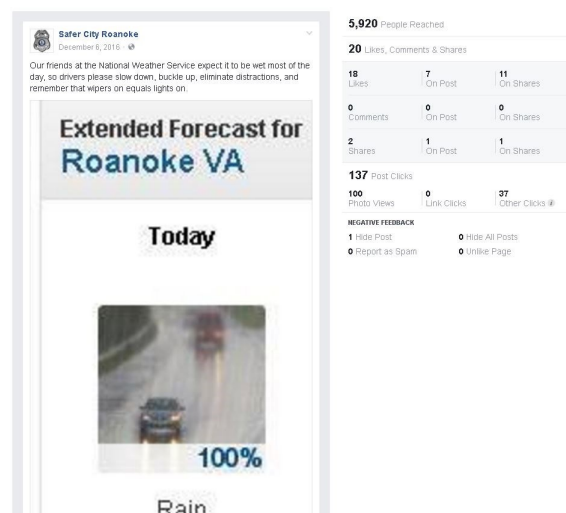 Safer City Roanoke
December 6, 2016 ·
Our friends at the National Weather Service expect it to be wet most of the
day, so drivers please slow down, buckle up, eliminate distractions, and
remember that wipers on equals lights on.
Extended Forecast for
Roanoke VA
Today
100%
Rain
5,920 People Reached
20 Likes, Comments & Shares
18 7 11
Likes On Post On Shares
0 0 0
Comments On Post On Shares
2 1 1
Shares On Post On Shares
137 Post Clicks
100 0 37
Photo Views Link Clicks Other Clicks
NEGATIVE FEEDBACK
1 Hide Post 0 Hide All Posts
0 Report as Spam 0 Unlike Page